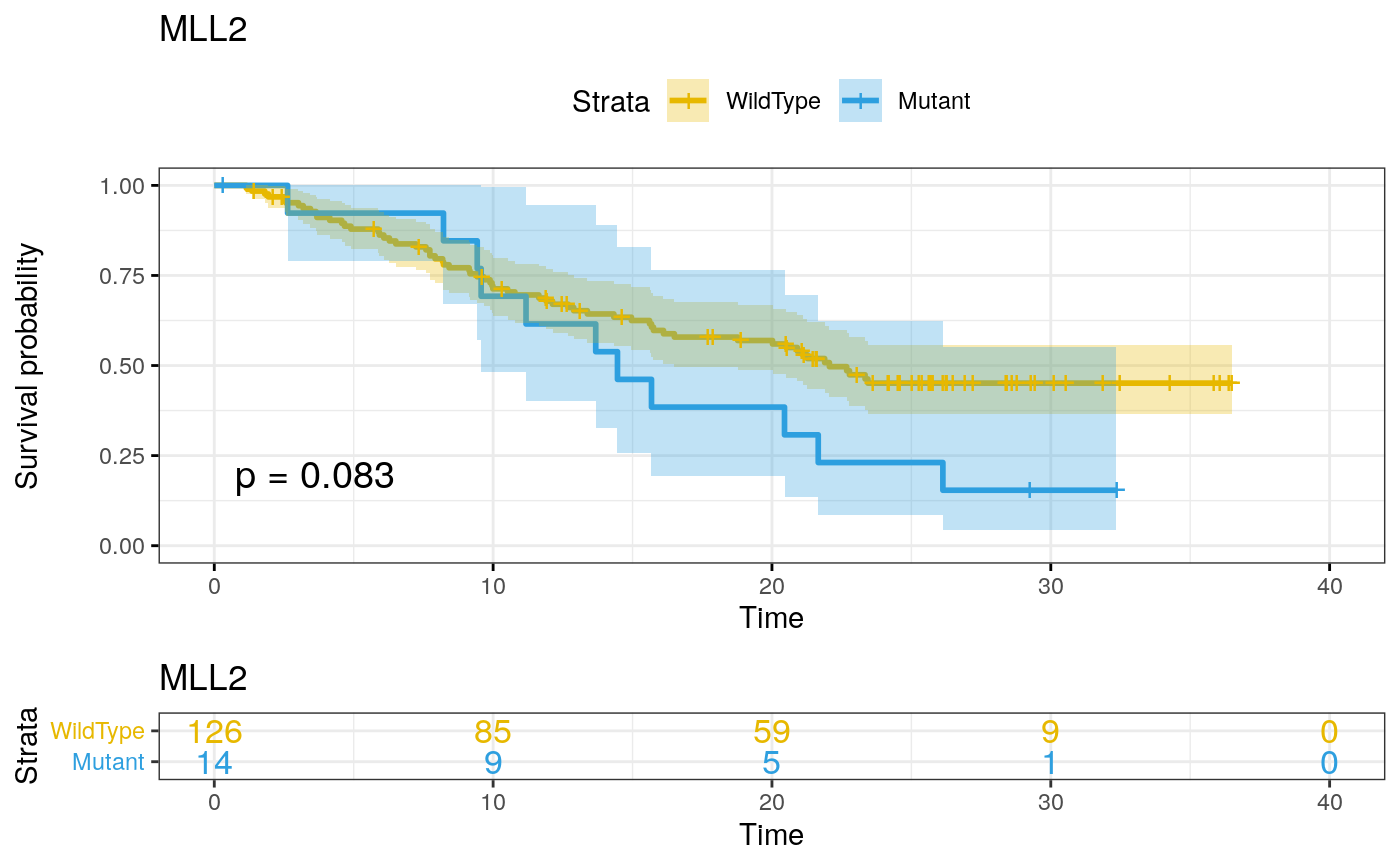 MLL2
Strata WildType Mutant
Survival probability
1.00
0.75
0.50
0.25
0.00
p = 0.083
0 10 20 30 40
Time
MLL2
Strata
WildType 126 85 59 9 0
Mutant 14 9 5 1 0
0 10 20 30 40
Time